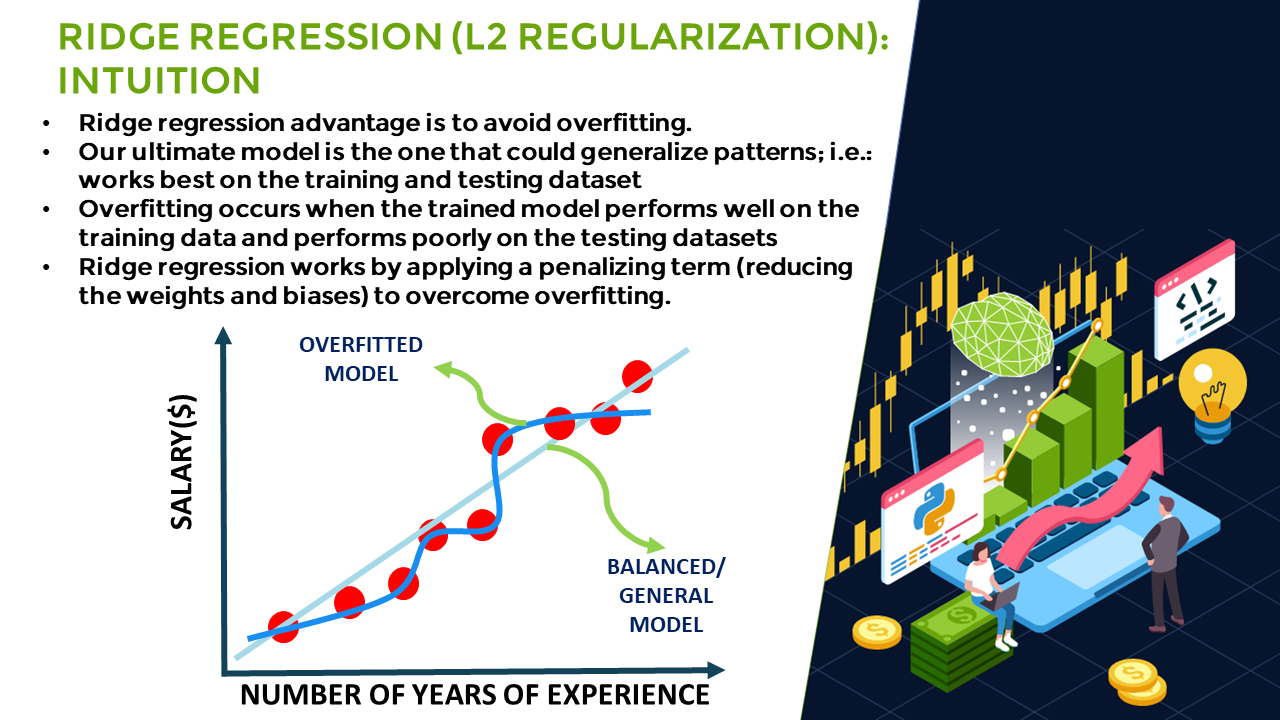 RIDGE REGRESSION (L2 REGULARIZATION):
INTUITION
• Ridge regression advantage is to avoid overfitting.
• Our ultimate model is the one that could generalize patterns; i.e.:
works best on the training and testing dataset
• Overfitting occurs when the trained model performs well on the
training data and performs poorly on the testing datasets
• Ridge regression works by applying a penalizing term (reducing
the weights and biases) to overcome overfitting.
OVERFITTED
MODEL
SALARY($)
BALANCED/
GENERAL
MODEL
NUMBER OF YEARS OF EXPERIENCE
<\>
$
$
$